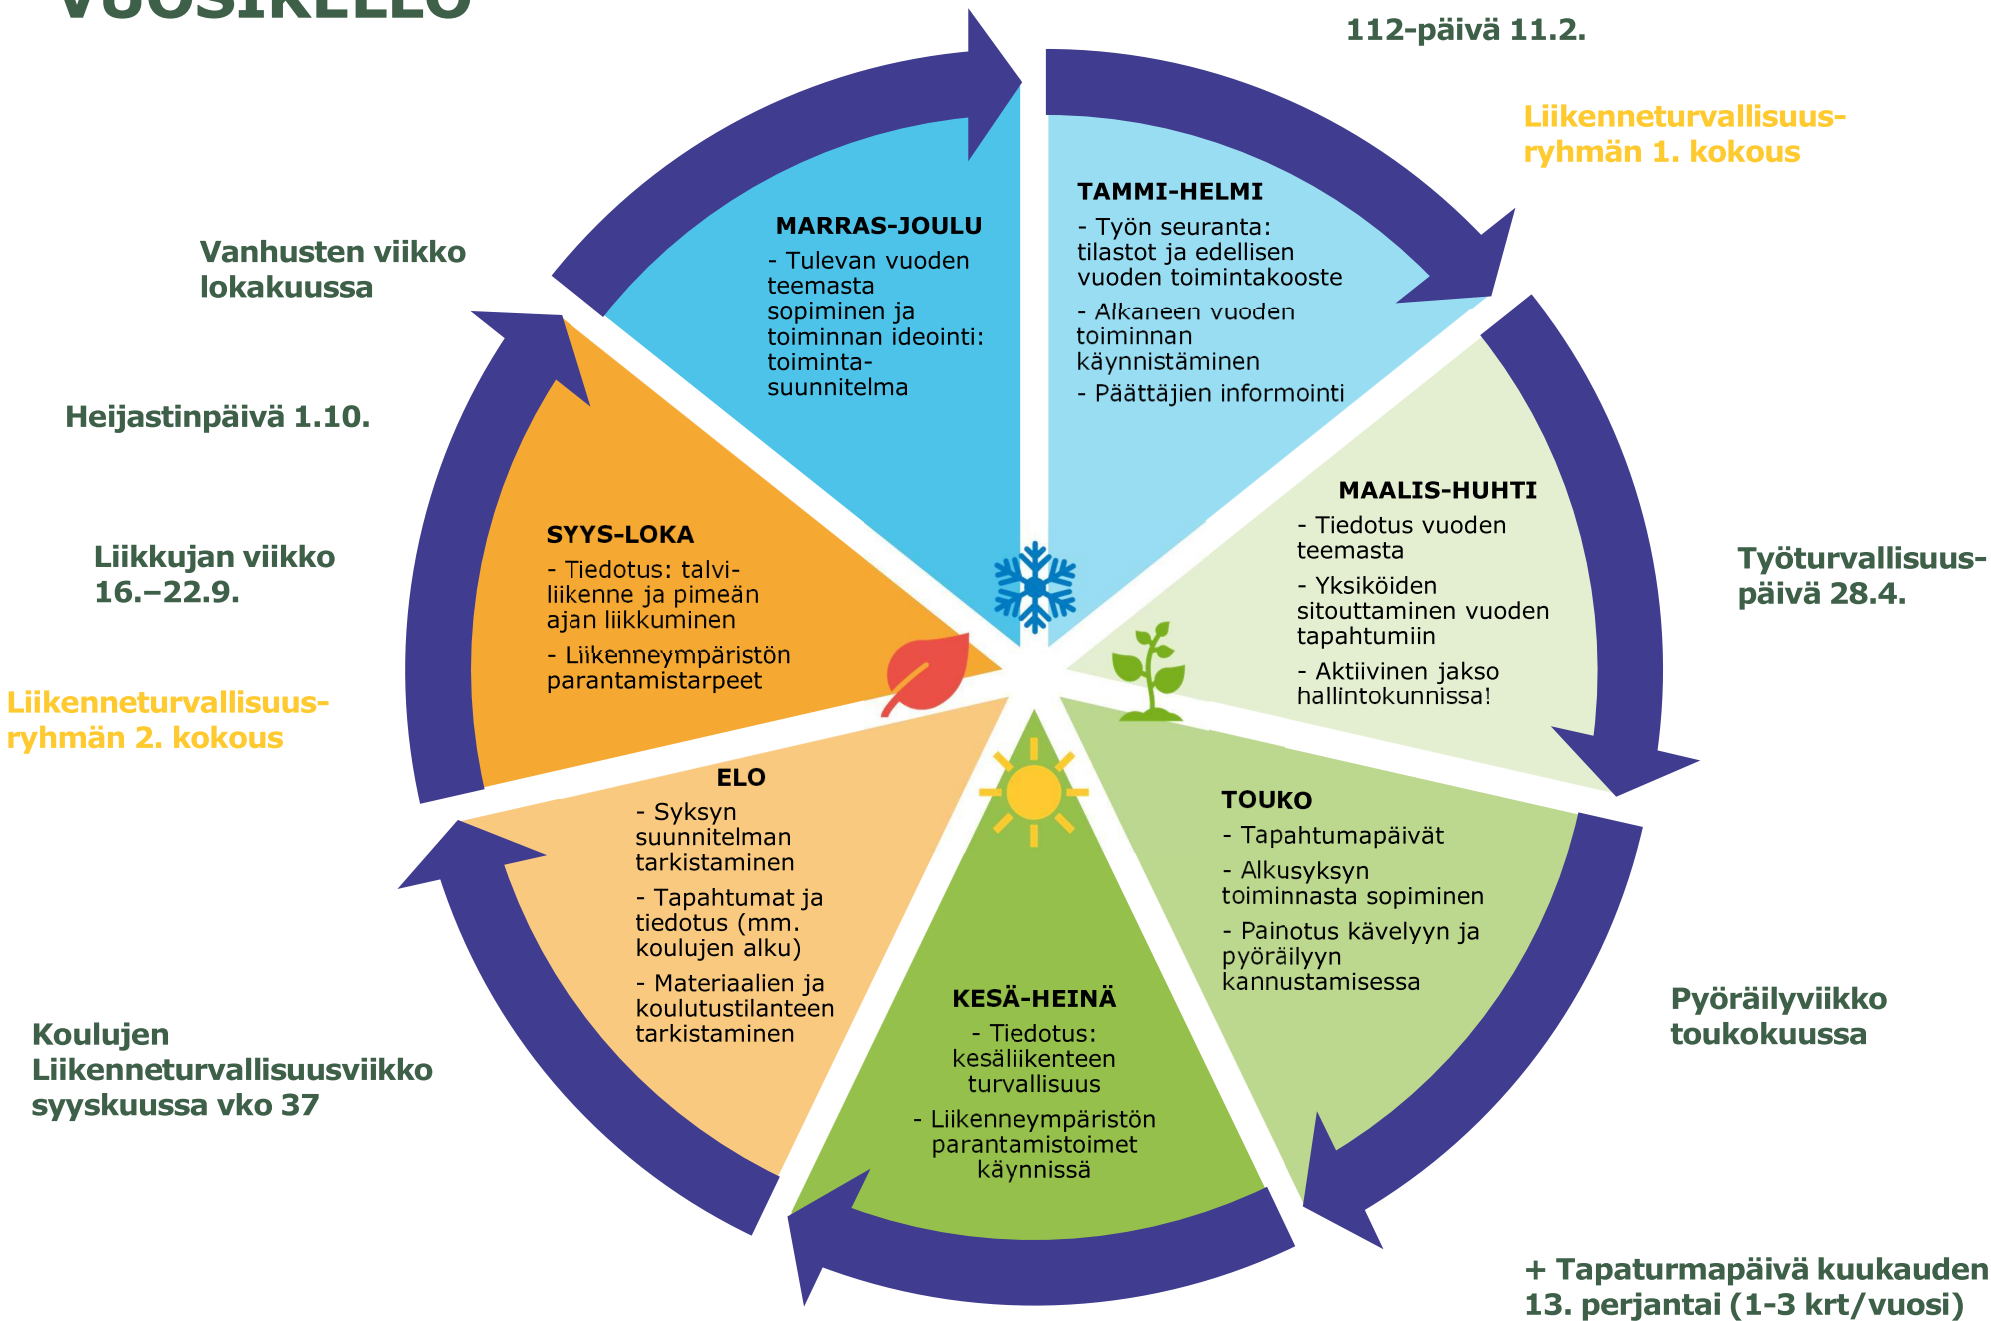 VUOSIKELLO
112-päivä 11.2.
Liikenneturvallisuus-
ryhmän 1. kokous
TAMMI-HELMI
- Työn seuranta:
tilastot ja edellisen
vuoden toimintakooste
- Alkaneen vuoden
toiminnan
käynnistäminen
- Päättäjien informointi
MAALIS-HUHTI
- Tiedotus vuoden
teemasta
- Yksiköiden
sitouttaminen vuoden
tapahtumiin
- Aktiivinen jakso
hallintokunnissa!
Työturvallisuus-
päivä 28.4.
TOUKO
- Tapahtumapäivät
- Alkusyksyn
toiminnasta sopiminen
- Painotus kävelyyn ja
pyöräilyyn
kannustamisessa
Pyöräilyviikko
toukokuussa
+ Tapaturmapäivä kuukauden
13. perjantai (1-3 krt/vuosi)
KESÄ-HEINÄ
- Tiedotus:
kesäliikenteen
turvallisuus
- Liikenneympäristön
parantamistoimet
käynnissä
ELO
- Syksyn
suunnitelman
tarkistaminen
- Tapahtumat ja
tiedotus (mm.
koulujen alku)
- Materiaalien ja
koulutustilanteen
tarkistaminen
Koulujen
Liikenneturvallisuusviikko
syyskuussa vko 37
Liikenneturvallisuus-
ryhmän 2. kokous
SYYS-LOKA
- Tiedotus: talvi-
liikenne ja pimeän
ajan liikkuminen
- Liikenneympäristön
parantamistarpeet
Liikkujan viikko
16.–22.9.
Heijastinpäivä 1.10.
Vanhusten viikko
lokakuussa
MARRAS-JOULU
- Tulevan vuoden
teemasta
sopiminen ja
toiminnan ideointi:
toiminta-
suunnitelma